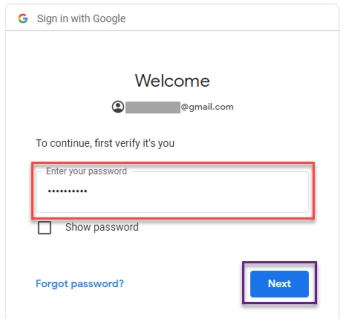 Sign in with Google
Welcome
@gmail.com
To continue, first verify it's you
Enter your password
••••••••••
Show password
Forgot password?
Next